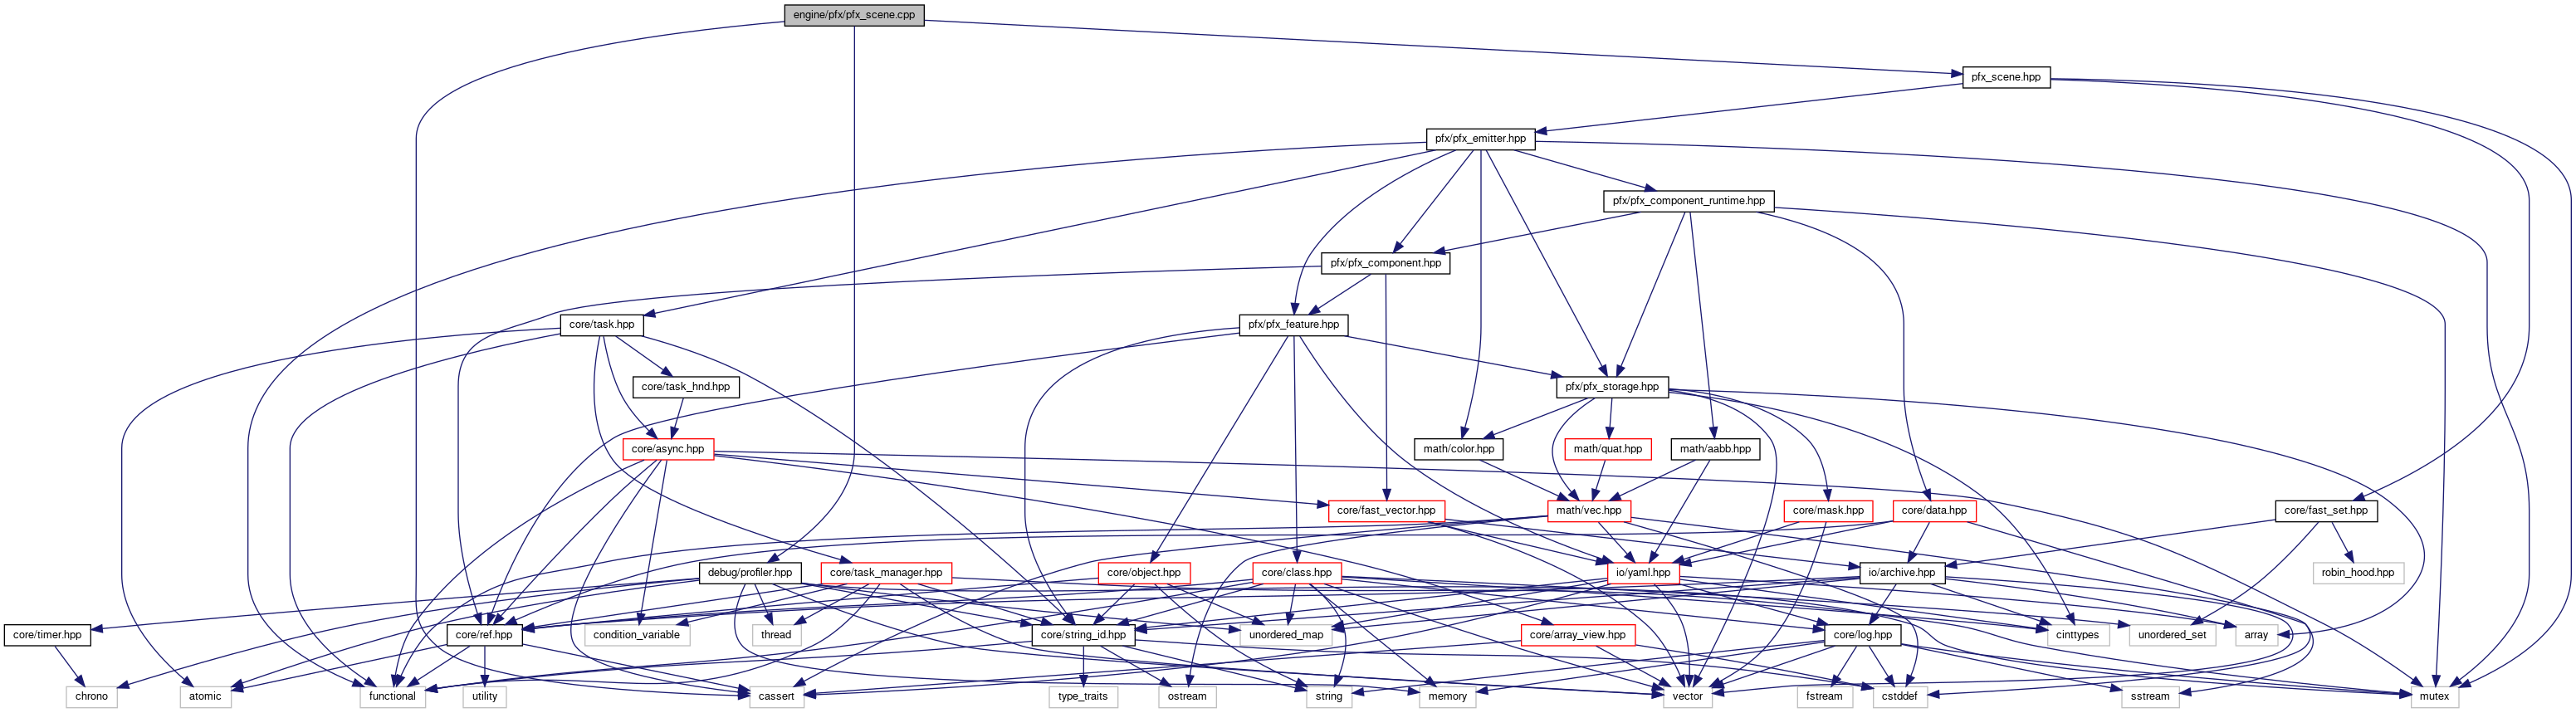 engine/pfx/pfx_scene.cpp
pfx_scene.hpp
pfx/pfx_emitter.hpp
pfx/pfx_component_runtime.hpp
pfx/pfx_component.hpp
core/task.hpp
pfx/pfx_feature.hpp
core/task_hnd.hpp
pfx/pfx_storage.hpp
core/async.hpp
math/color.hpp
math/quat.hpp
math/aabb.hpp
core/fast_vector.hpp
math/vec.hpp
core/mask.hpp
core/data.hpp
core/fast_set.hpp
debug/profiler.hpp
core/task_manager.hpp
core/object.hpp
core/class.hpp
io/yaml.hpp
io/archive.hpp
robin_hood.hpp
core/timer.hpp
core/ref.hpp
condition_variable
thread
core/string_id.hpp
unordered_map
core/array_view.hpp
core/log.hpp
cinttypes
unordered_set
array
chrono
atomic
functional
utility
cassert
type_traits
ostream
string
memory
vector
fstream
cstddef
sstream
mutex